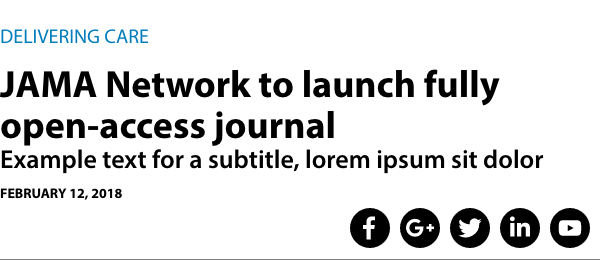 DELIVERING CARE
JAMA Network to launch fully
open-access journal
Example text for a subtitle, lorem ipsum sit dolor
FEBRUARY 12, 2018
f G+ in